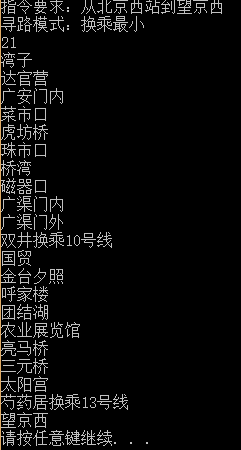 指令要求：从北京西站到望京西
寻路模式：换乘最小
21
湾子
达官营
广安门内
菜市口
虎坊桥
珠市口
桥湾
磁器口
广渠门内
广渠门外
双井换乘10号线
国贸
金台夕照
呼家楼
团结湖
农业展览馆
亮马桥
三元桥
太阳宫
芍药居换乘13号线
望京西
请按任意键继续. . .